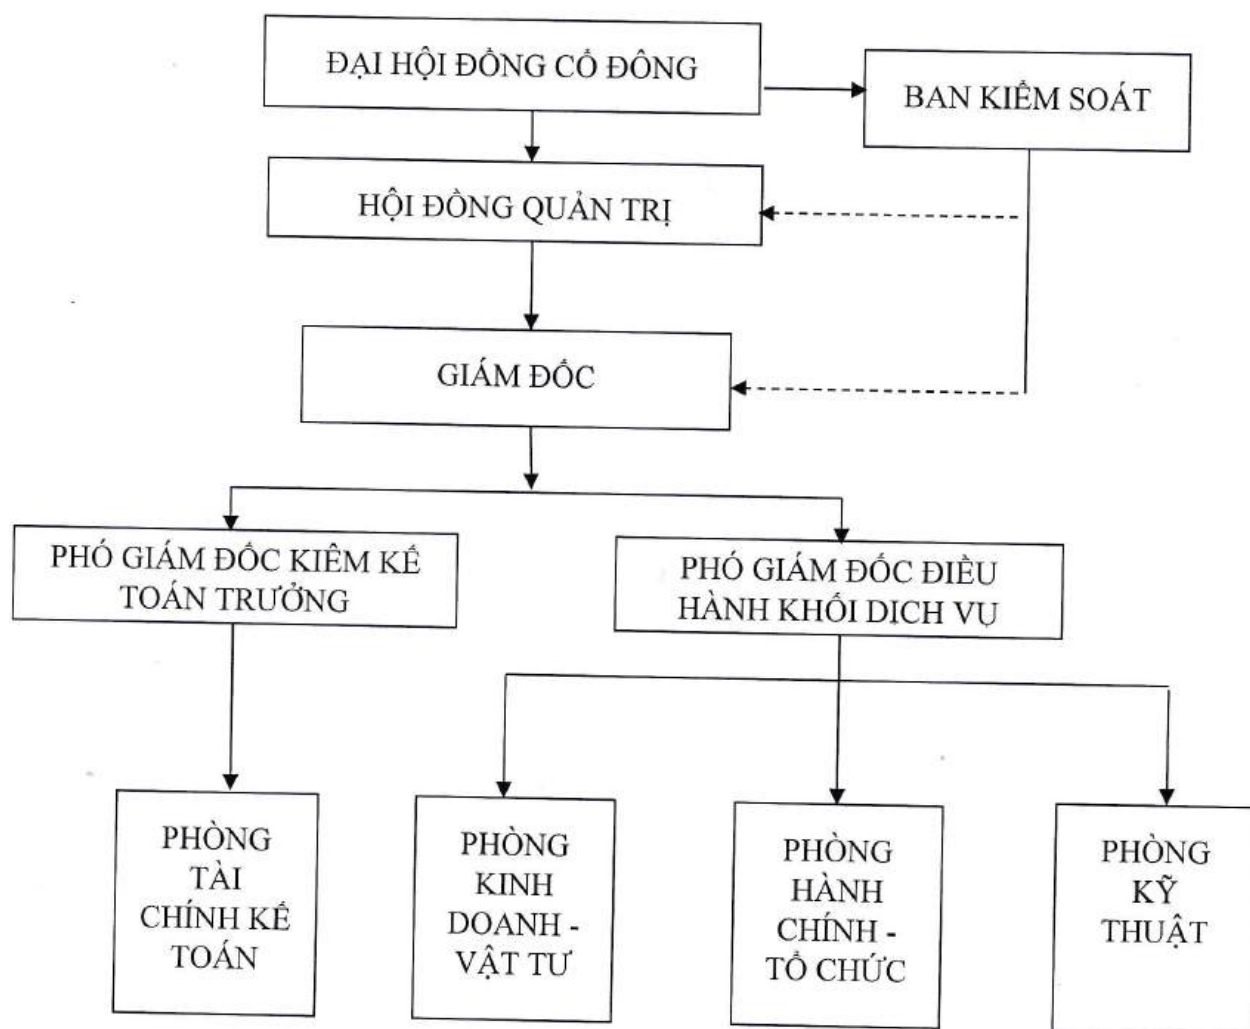 ĐẠI HỘI ĐỒNG CỔ ĐÔNG
BAN KIỂM SOÁT
HỘI ĐỒNG QUẢN TRỊ
GIÁM ĐỐC
PHÓ GIÁM ĐỐC KIÊM KẾ
TOÁN TRƯỞNG
PHÓ GIÁM ĐỐC ĐIỀU
HÀNH KHỐI DỊCH VỤ
PHÒNG
TÀI
CHÍNH KẾ
TOÁN
PHÒNG
KINH
DOANH -
VẬT TƯ
PHÒNG
HÀNH
CHÍNH -
TỔ CHỨC
PHÒNG
KỸ
THUẬT